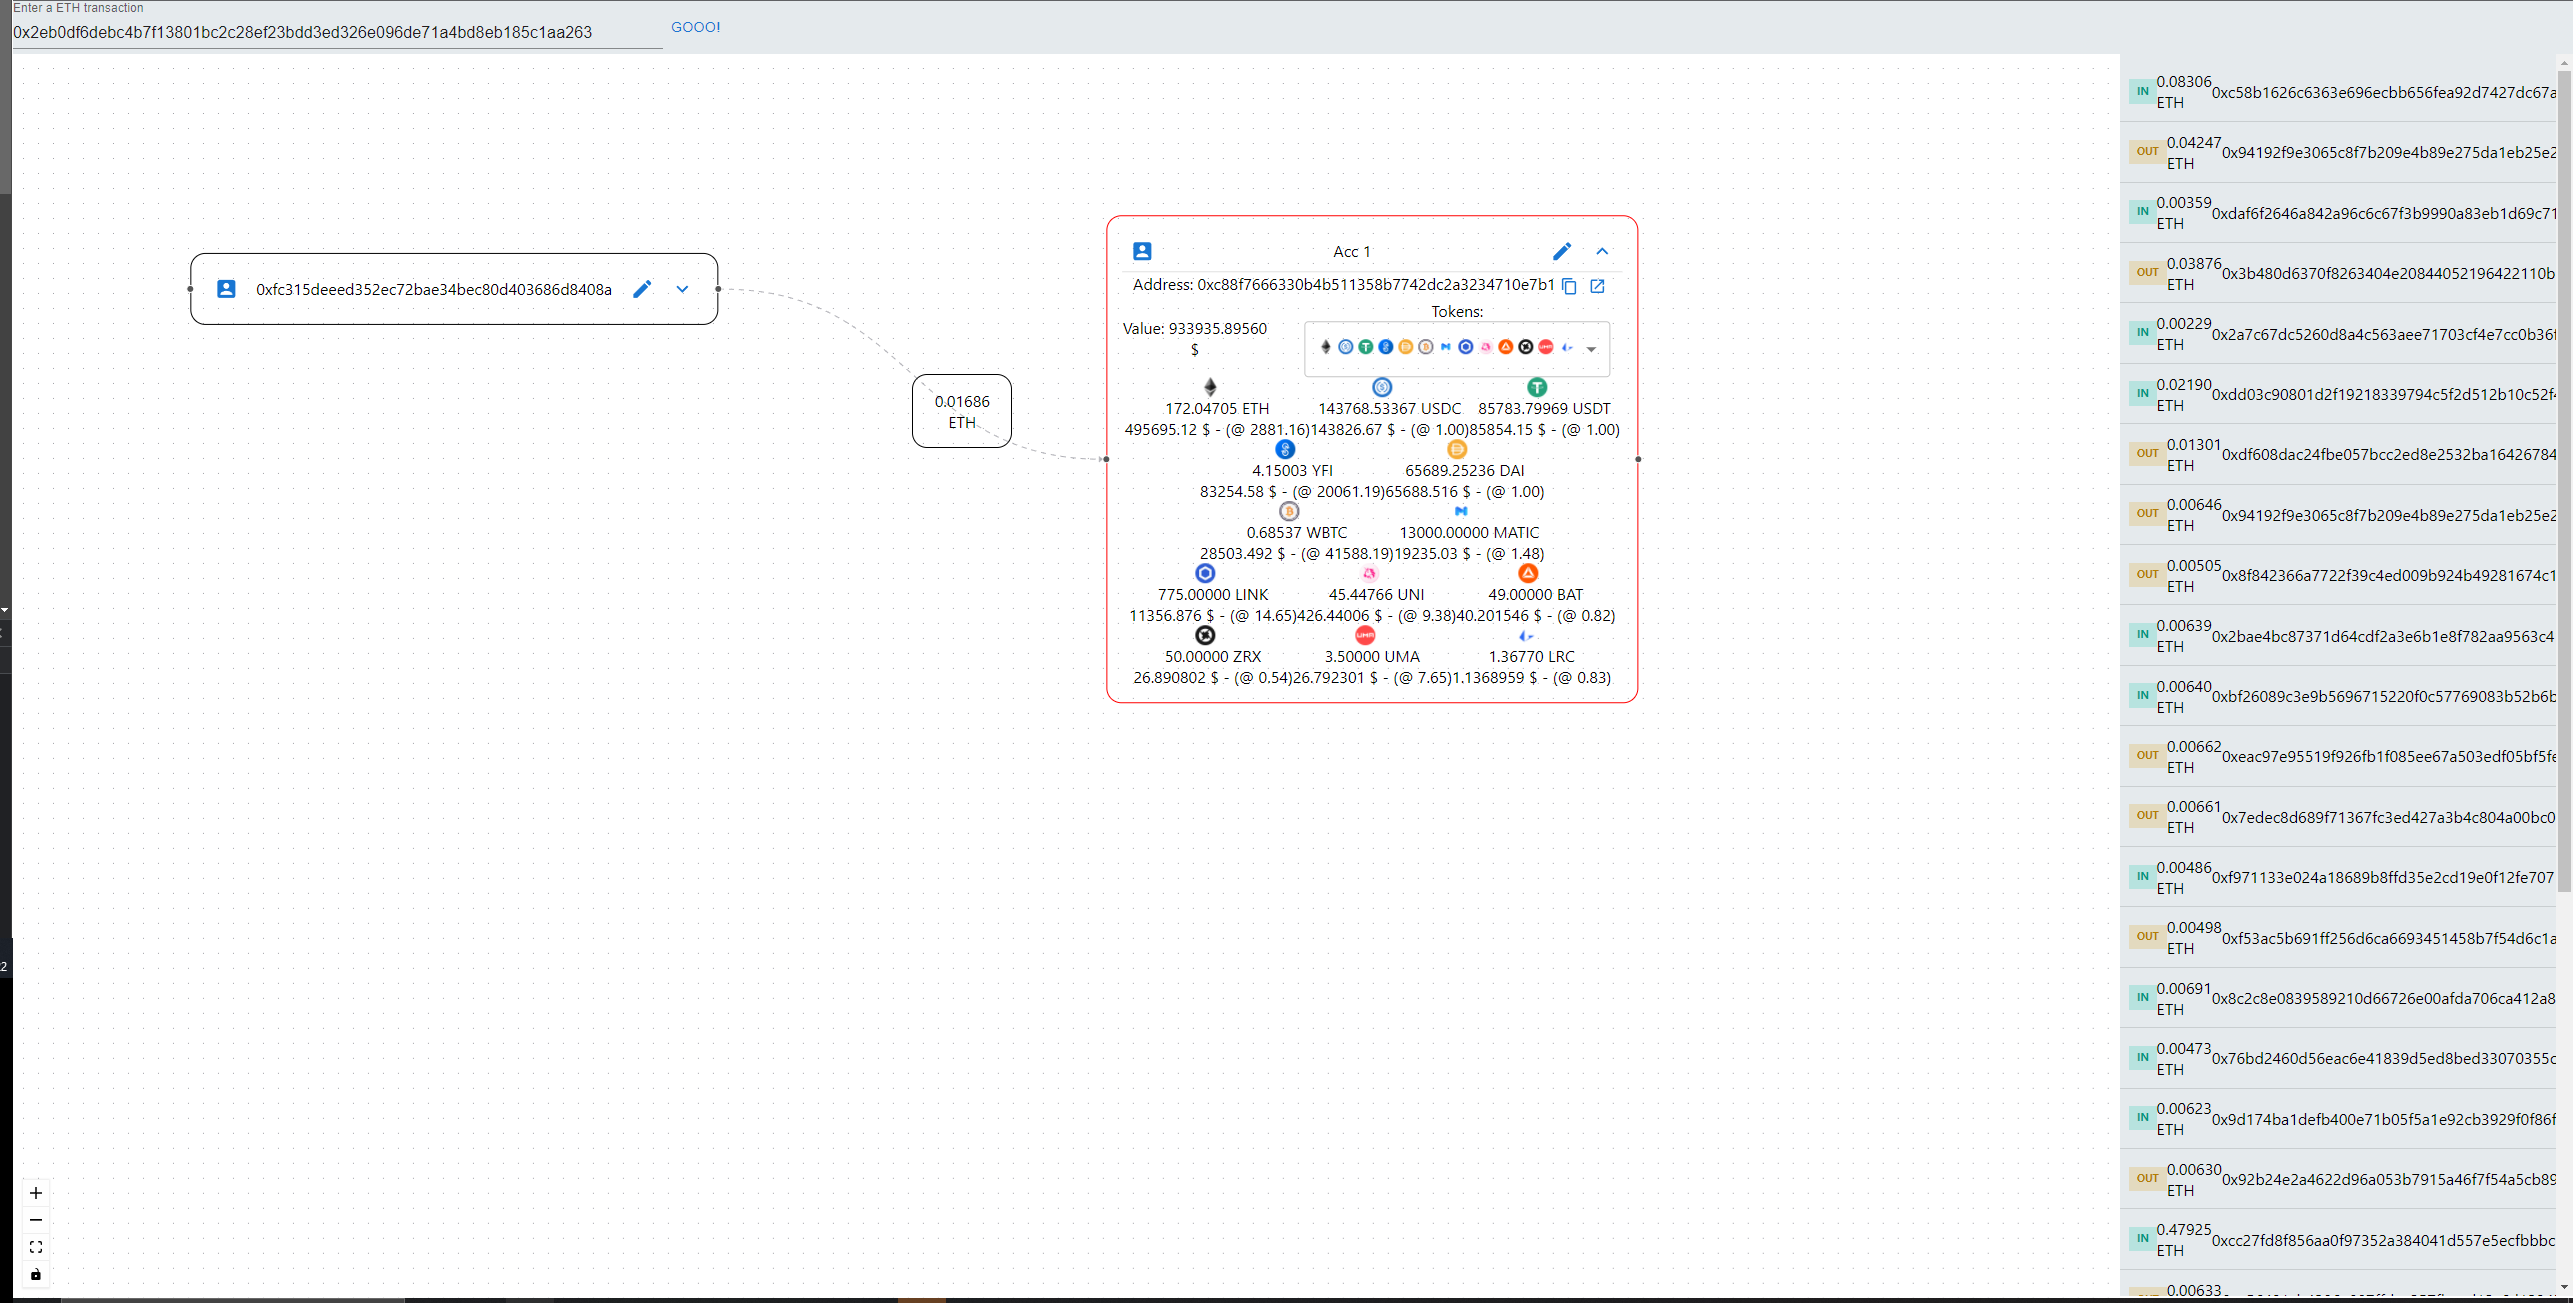 Enter a ETH transaction
0x2eb0df6debc4b7f13801bc2c28ef23bdd3ed326e096de71a4bd8eb185c1aa263
GOOO!
0xfc315deeed352ec72bae34bec80d403686d8408a
0.01686
ETH
Acc 1
Address: 0xc88f7666330b4b511358b7742dc2a3234710e7b1
Value: 933935.89560
$
Tokens:
172.04705 ETH 143768.53367 USDC 85783.79969 USDT
495695.12 $ - (@ 2881.16)143826.67 $ - (@ 1.00)85854.15 $ - (@ 1.00)
4.15003 YFI 65689.25236 DAI
83254.58 $ - (@ 20061.19)65688.516 $ - (@ 1.00)
0.68537 WBTC 13000.00000 MATIC
28503.492 $ - (@ 41588.19)19235.03 $ - (@ 1.48)
775.00000 LINK 45.44766 UNI 49.00000 BAT
11356.876 $ - (@ 14.65)426.44006 $ - (@ 9.38)40.201546 $ - (@ 0.82)
50.00000 ZRX 3.50000 UMA 1.36770 LRC
26.890802 $ - (@ 0.54)26.792301 $ - (@ 7.65)1.1368959 $ - (@ 0.83)
IN 0.08306 ETH 0xc58b1626c6363e696ecbb656fea92d7427dc67a
OUT 0.04247 ETH 0x94192f9e3065c8f7b209e4b89e275da1eb25e2
IN 0.00359 ETH 0xdaf6f2646a842a96c6c67f3b9990a83eb1d69c71
OUT 0.03876 ETH 0x3b480d6370f8263404e20844052196422110b
IN 0.00229 ETH 0x2a7c67dc5260d8a4c563aee71703cf4e7cc0b36f
IN 0.02190 ETH 0xdd03c90801d2f19218339794c5f2d512b10c52f
OUT 0.01301 ETH 0xdf608dac24fbe057bcc2ed8e2532ba16426784
OUT 0.00646 ETH 0x94192f9e3065c8f7b209e4b89e275da1eb25e2
OUT 0.00505 ETH 0x8f842366a7722f39c4ed009b924b49281674c1
IN 0.00639 ETH 0x2bae4bc87371d64cdf2a3e6b1e8f782aa9563c4
IN 0.00640 ETH 0xbf26089c3e9b5696715220f0c57769083b52b6b
OUT 0.00662 ETH 0xeac97e95519f926fb1f085ee67a503edf05bf5fe
OUT 0.00661 ETH 0x7edec8d689f71367fc3ed427a3b4c804a00bc0
IN 0.00486 ETH 0xf971133e024a18689b8ffd35e2cd19e0f12fe707
OUT 0.00498 ETH 0xf53ac5b691ff256d6ca6693451458b7f54d6c1a
IN 0.00691 ETH 0x8c2c8e0839589210d66726e00afda706ca412a8
IN 0.00473 ETH 0x76bd2460d56eac6e41839d5ed8bed33070355c
IN 0.00623 ETH 0x9d174ba1defb400e71b05f5a1e92cb3929f0f86f
OUT 0.00630 ETH 0x92b24e2a4622d96a053b7915a46f7f54a5cb89
IN 0.47925 ETH 0xcc27fd8f856aa0f97352a384041d557e5ecfbbbc
0.00633